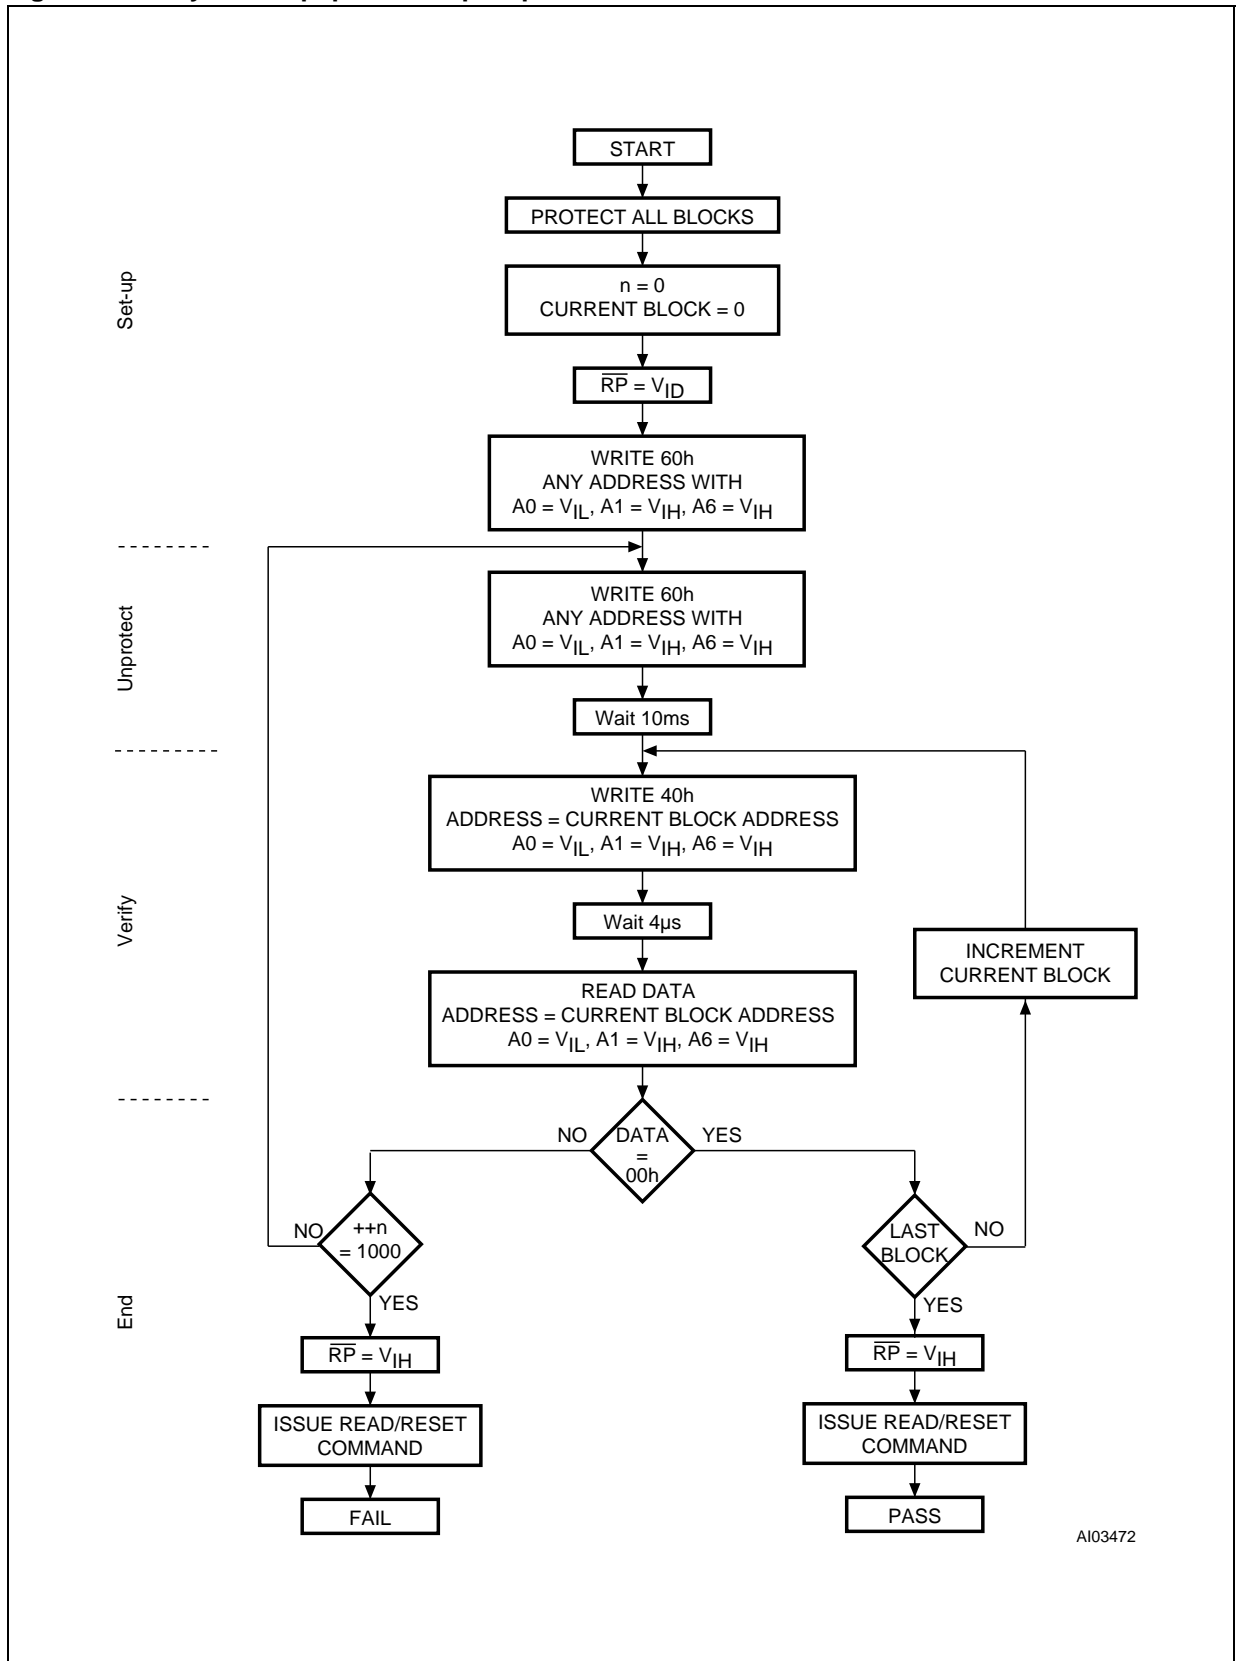 START
PROTECT ALL BLOCKS
Set-up
n = 0
CURRENT BLOCK = 0
RP = VID
WRITE 60h
ANY ADDRESS WITH
A0 = VIL, A1 = VIH, A6 = VIH
Unprotect
WRITE 60h
ANY ADDRESS WITH
A0 = VIL, A1 = VIH, A6 = VIH
Wait 10ms
Verify
WRITE 40h
ADDRESS = CURRENT BLOCK ADDRESS
A0 = VIL, A1 = VIH, A6 = VIH
Wait 4µs
READ DATA
ADDRESS = CURRENT BLOCK ADDRESS
A0 = VIL, A1 = VIH, A6 = VIH
INCREMENT
CURRENT BLOCK
End
NO
DATA
=
00h
YES
NO
++n
= 1000
YES
LAST
BLOCK
NO
YES
RP = VIH
ISSUE READ/RESET
COMMAND
FAIL
RP = VIH
ISSUE READ/RESET
COMMAND
PASS
AI03472